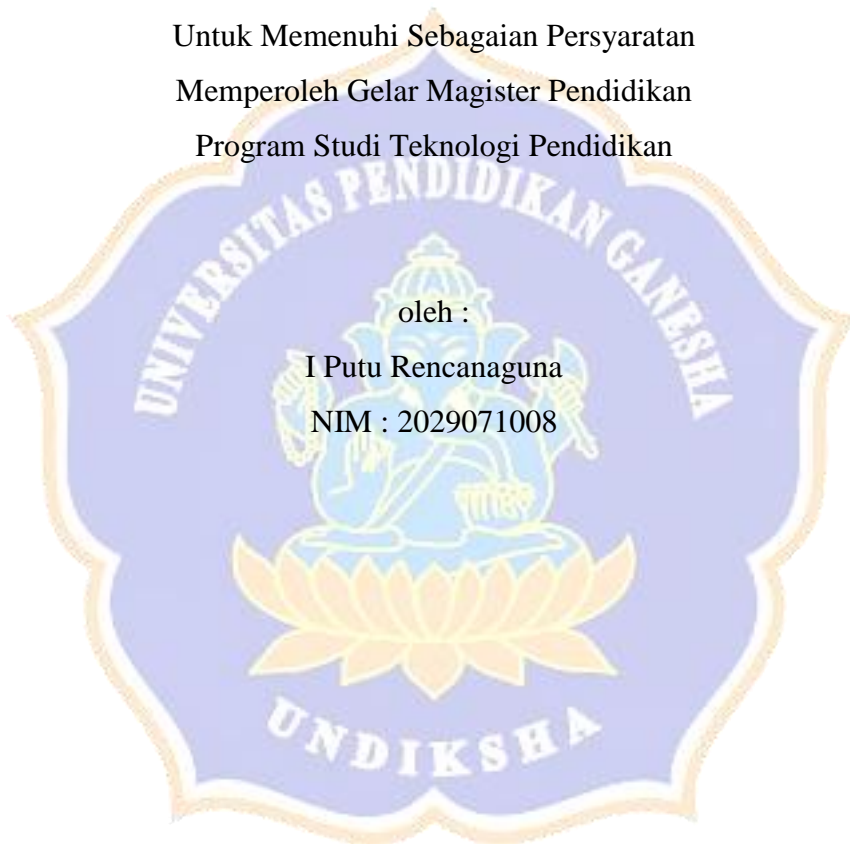 Untuk Memenuhi Sebagaian Persyaratan
Memperoleh Gelar Magister Pendidikan
Program Studi Teknologi Pendidikan
UNIVERSITAS PENDIDIKAN GANESHA
oleh :
I Putu Rencanaguna
NIM : 2029071008
UNDIKSHA